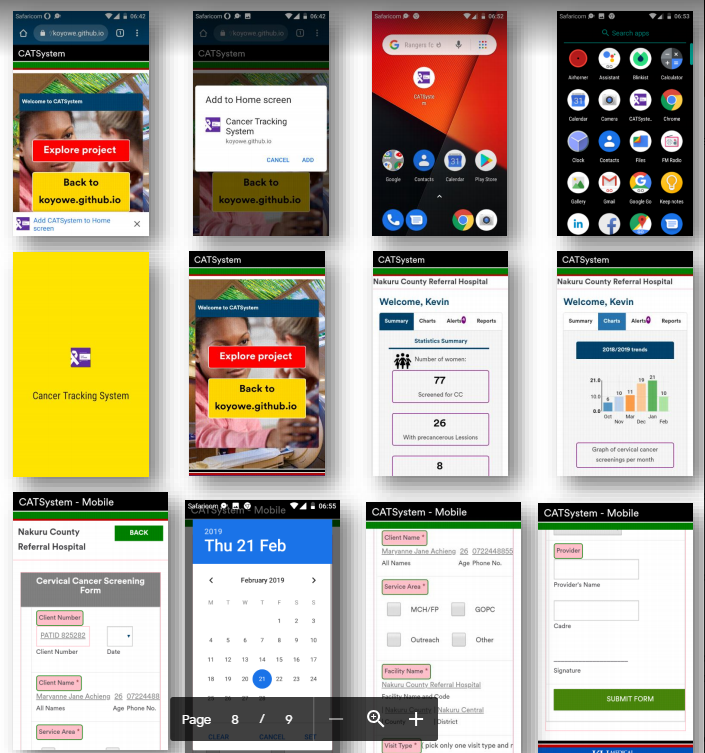 Safaricom 06:42
koyowe.github.io 1
CATSystem
Welcome to CATSystem
Explore project
Back to
koyowe.github.io
Add CATSystem to Home
screen
Safaricom 06:42
koyowe.github.io 1
CATSystem
Add to Home screen
Cancer Tracking
System
koyowe.github.io
CANCEL ADD
Back to
koyowe.github.io
Safaricom 06:52
G Rangers fc
CATSyste
m
Google Contacts Calendar Play Store
Safaricom 06:53
Search apps
Airhorner Assistant Blinkist Calculator
Calendar Camera CATSyste.. Chrome
Clock Contacts Files FM Radio
Gallery Gmail Google Go Keep notes
Cancer Tracking System
CATSystem
Welcome to CATSystem
Explore project
Back to
koyowe.github.io
CATSystem
Nakuru County Referral Hospital
Welcome, Kevin
Summary Charts Alerts Reports
Statistics Summary
Number of women:
77
Screened for CC
26
With precancerous Lessions
8
CATSystem
Nakuru County Referral Hospital
Welcome, Kevin
Summary Charts Alerts Reports
2018/2019 trends
21.0
10.0
0.0
6 10 11 19 21 10
Oct Nov Mar Dec Jan Feb
Graph of cervical cancer
screenings per month
CATSystem - Mobile
Nakuru County
Referral Hospital
BACK
Cervical Cancer Screening
Form
Client Number
PATID 825282
Client Number Date
Client Name *
Maryanne Jane Achieng 26 07224488
All Names Age Phone No.
Service Area *
Safaricom 06:55
CATSystem - Mobile
2019
Thu 21 Feb
February 2019
M T W T F S S
1 2 3
4 5 6 7 8 9 10
11 12 13 14 15 16 17
18 19 20 21 22 23 24
25 26 27 28
CLEAR CANCEL SET
CATSystem - Mobile
Client Name *
Maryanne Jane Achieng 26 0722448855
All Names Age Phone No.
Service Area *
MCH/FP GOPC
Outreach Other
Facility Name *
Nakuru County Referral Hospital
Facility Name and Code
Nakuru Nakuru Central
County District
Visit Type * pick only one visit type and
CATSystem - Mobile
Provider
Provider's Name
Cadre
Signature
SUBMIT FORM
Page 8 / 9